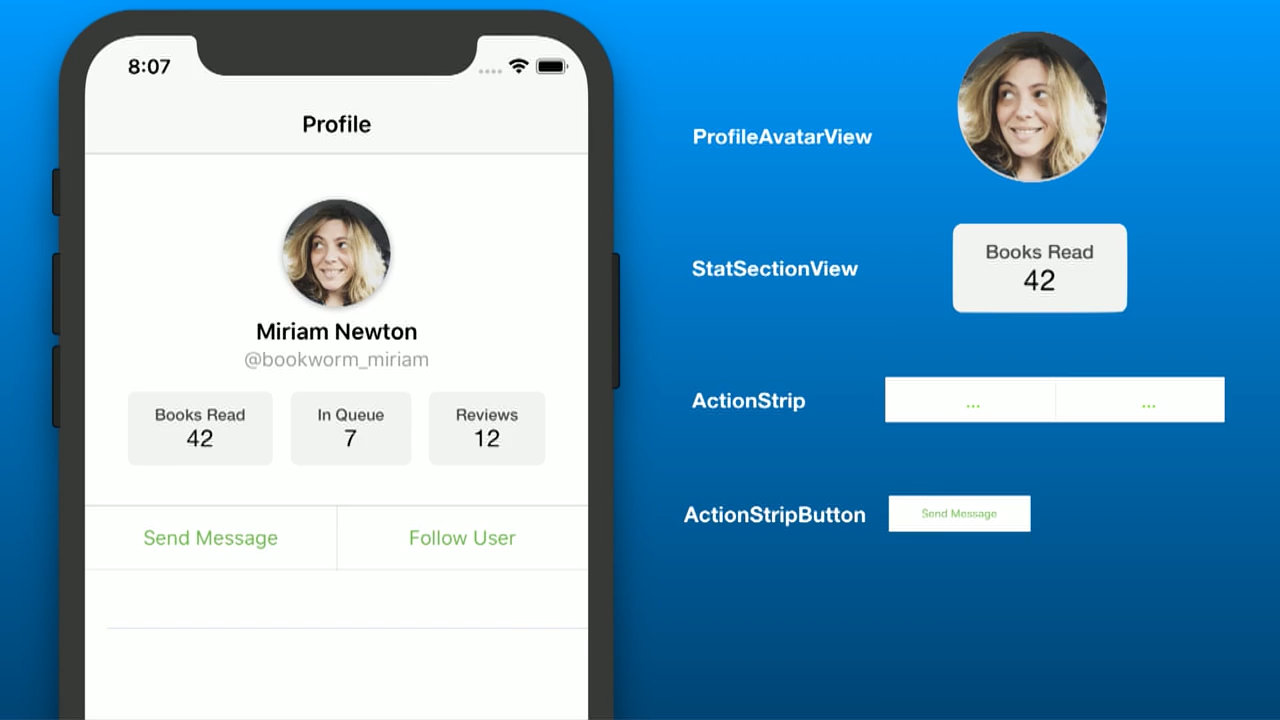 8:07
Profile
Miriam Newton
@bookworm_miriam
Books Read
42
In Queue
7
Reviews
12
Send Message
Follow User
ProfileAvatarView
StatSectionView
Books Read
42
ActionStrip
... ...
ActionStripButton
Send Message